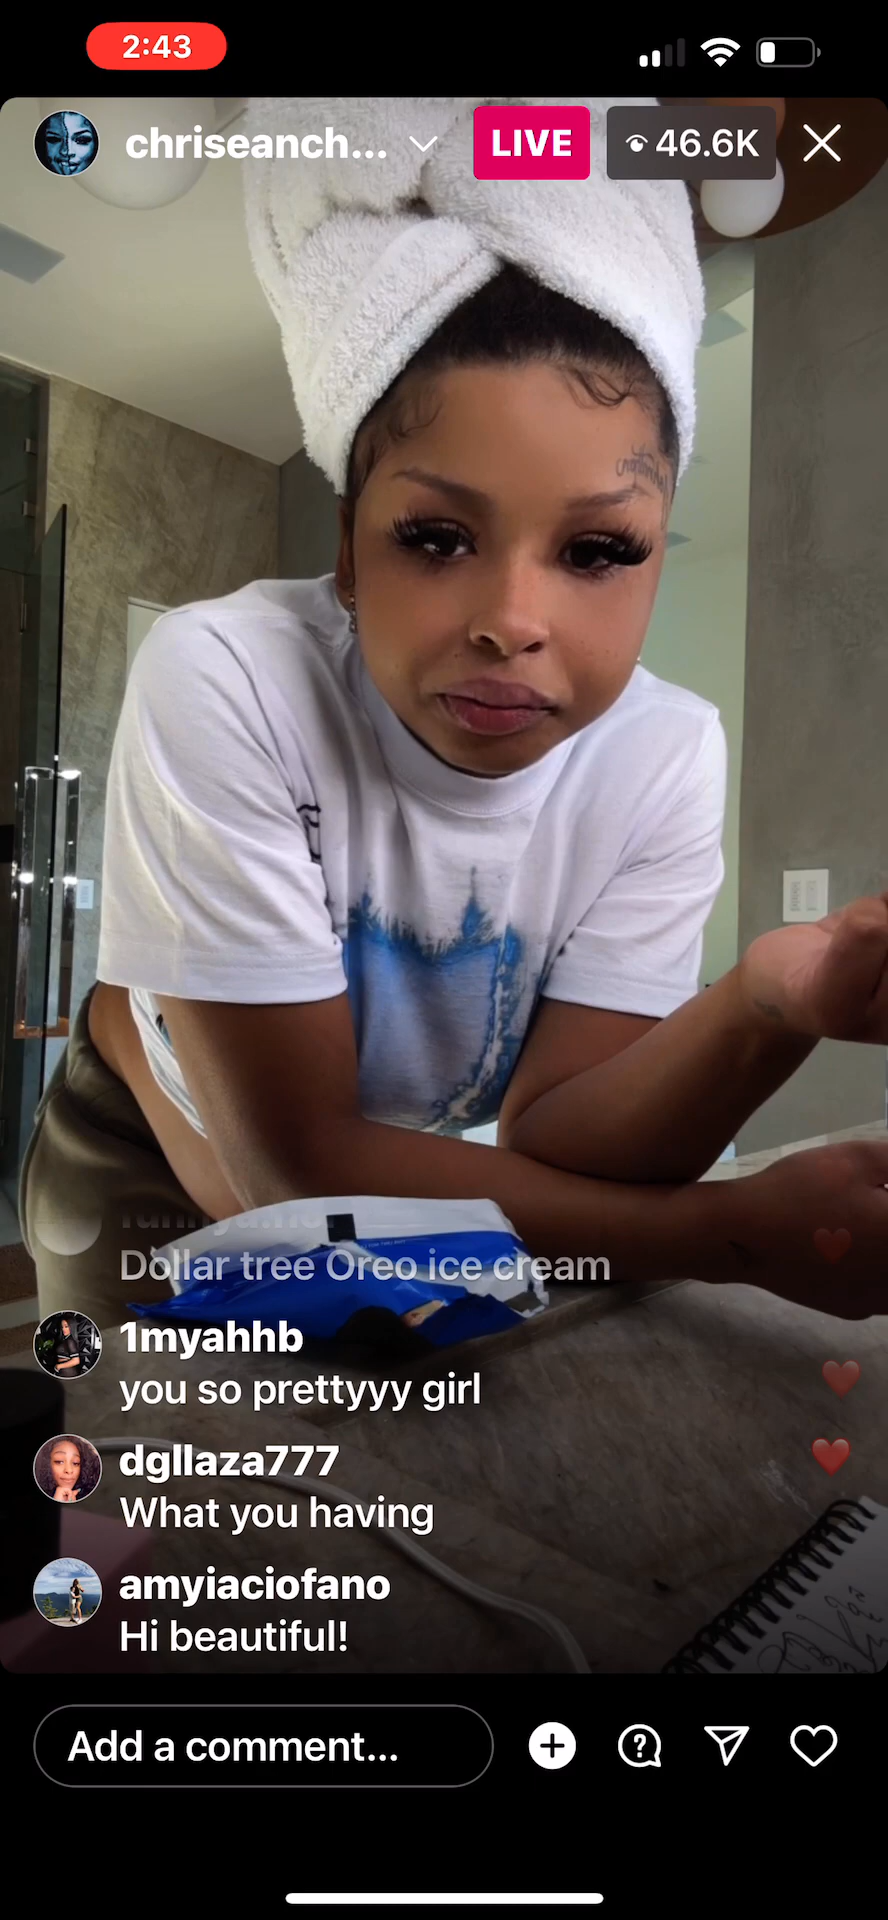 2:43
chriseanch...
LIVE
46.6K
Dollar tree Oreo ice cream
1myahhb
you so prettyyy girl
dgllaza777
What you having
amyiaciofano
Hi beautiful!
Add a comment...